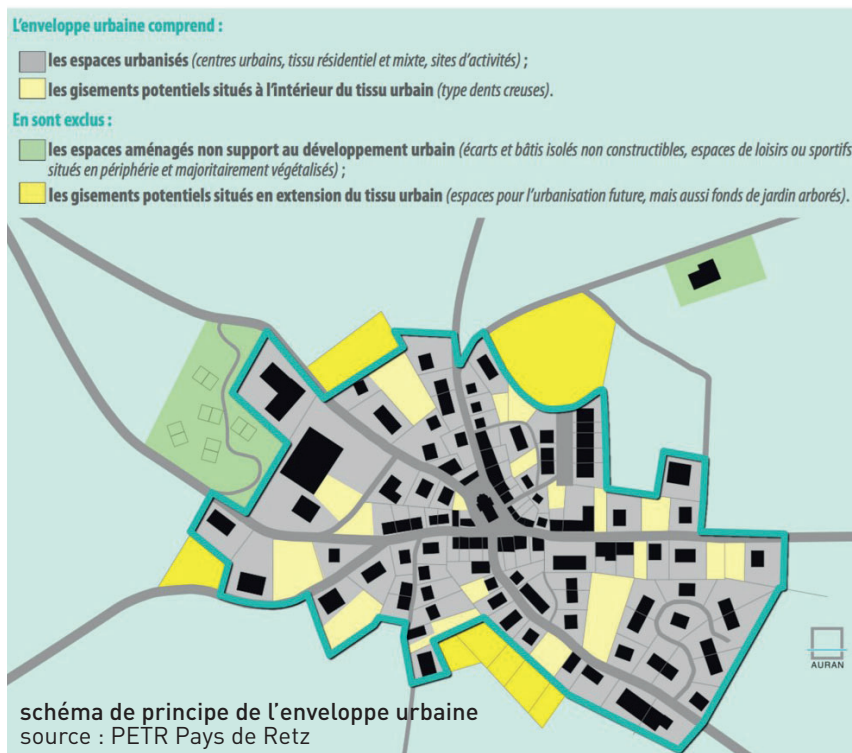 L'enveloppe urbaine comprend :
les espaces urbanisés (centres urbains, tissu résidentiel et mixte, sites d'activités) ;
les gisements potentiels situés à l'intérieur du tissu urbain (type dents creuses).
En sont exclus :
les espaces aménagés non support au développement urbain (écarts et bâtis isolés non constructibles, espaces de loisirs ou sportifs
situés en périphérie et majoritairement végétalisés) ;
les gisements potentiels situés en extension du tissu urbain (espaces pour l'urbanisation future, mais aussi fonds de jardin arborés).
AURAN
schéma de principe de l'enveloppe urbaine
source : PETR Pays de Retz